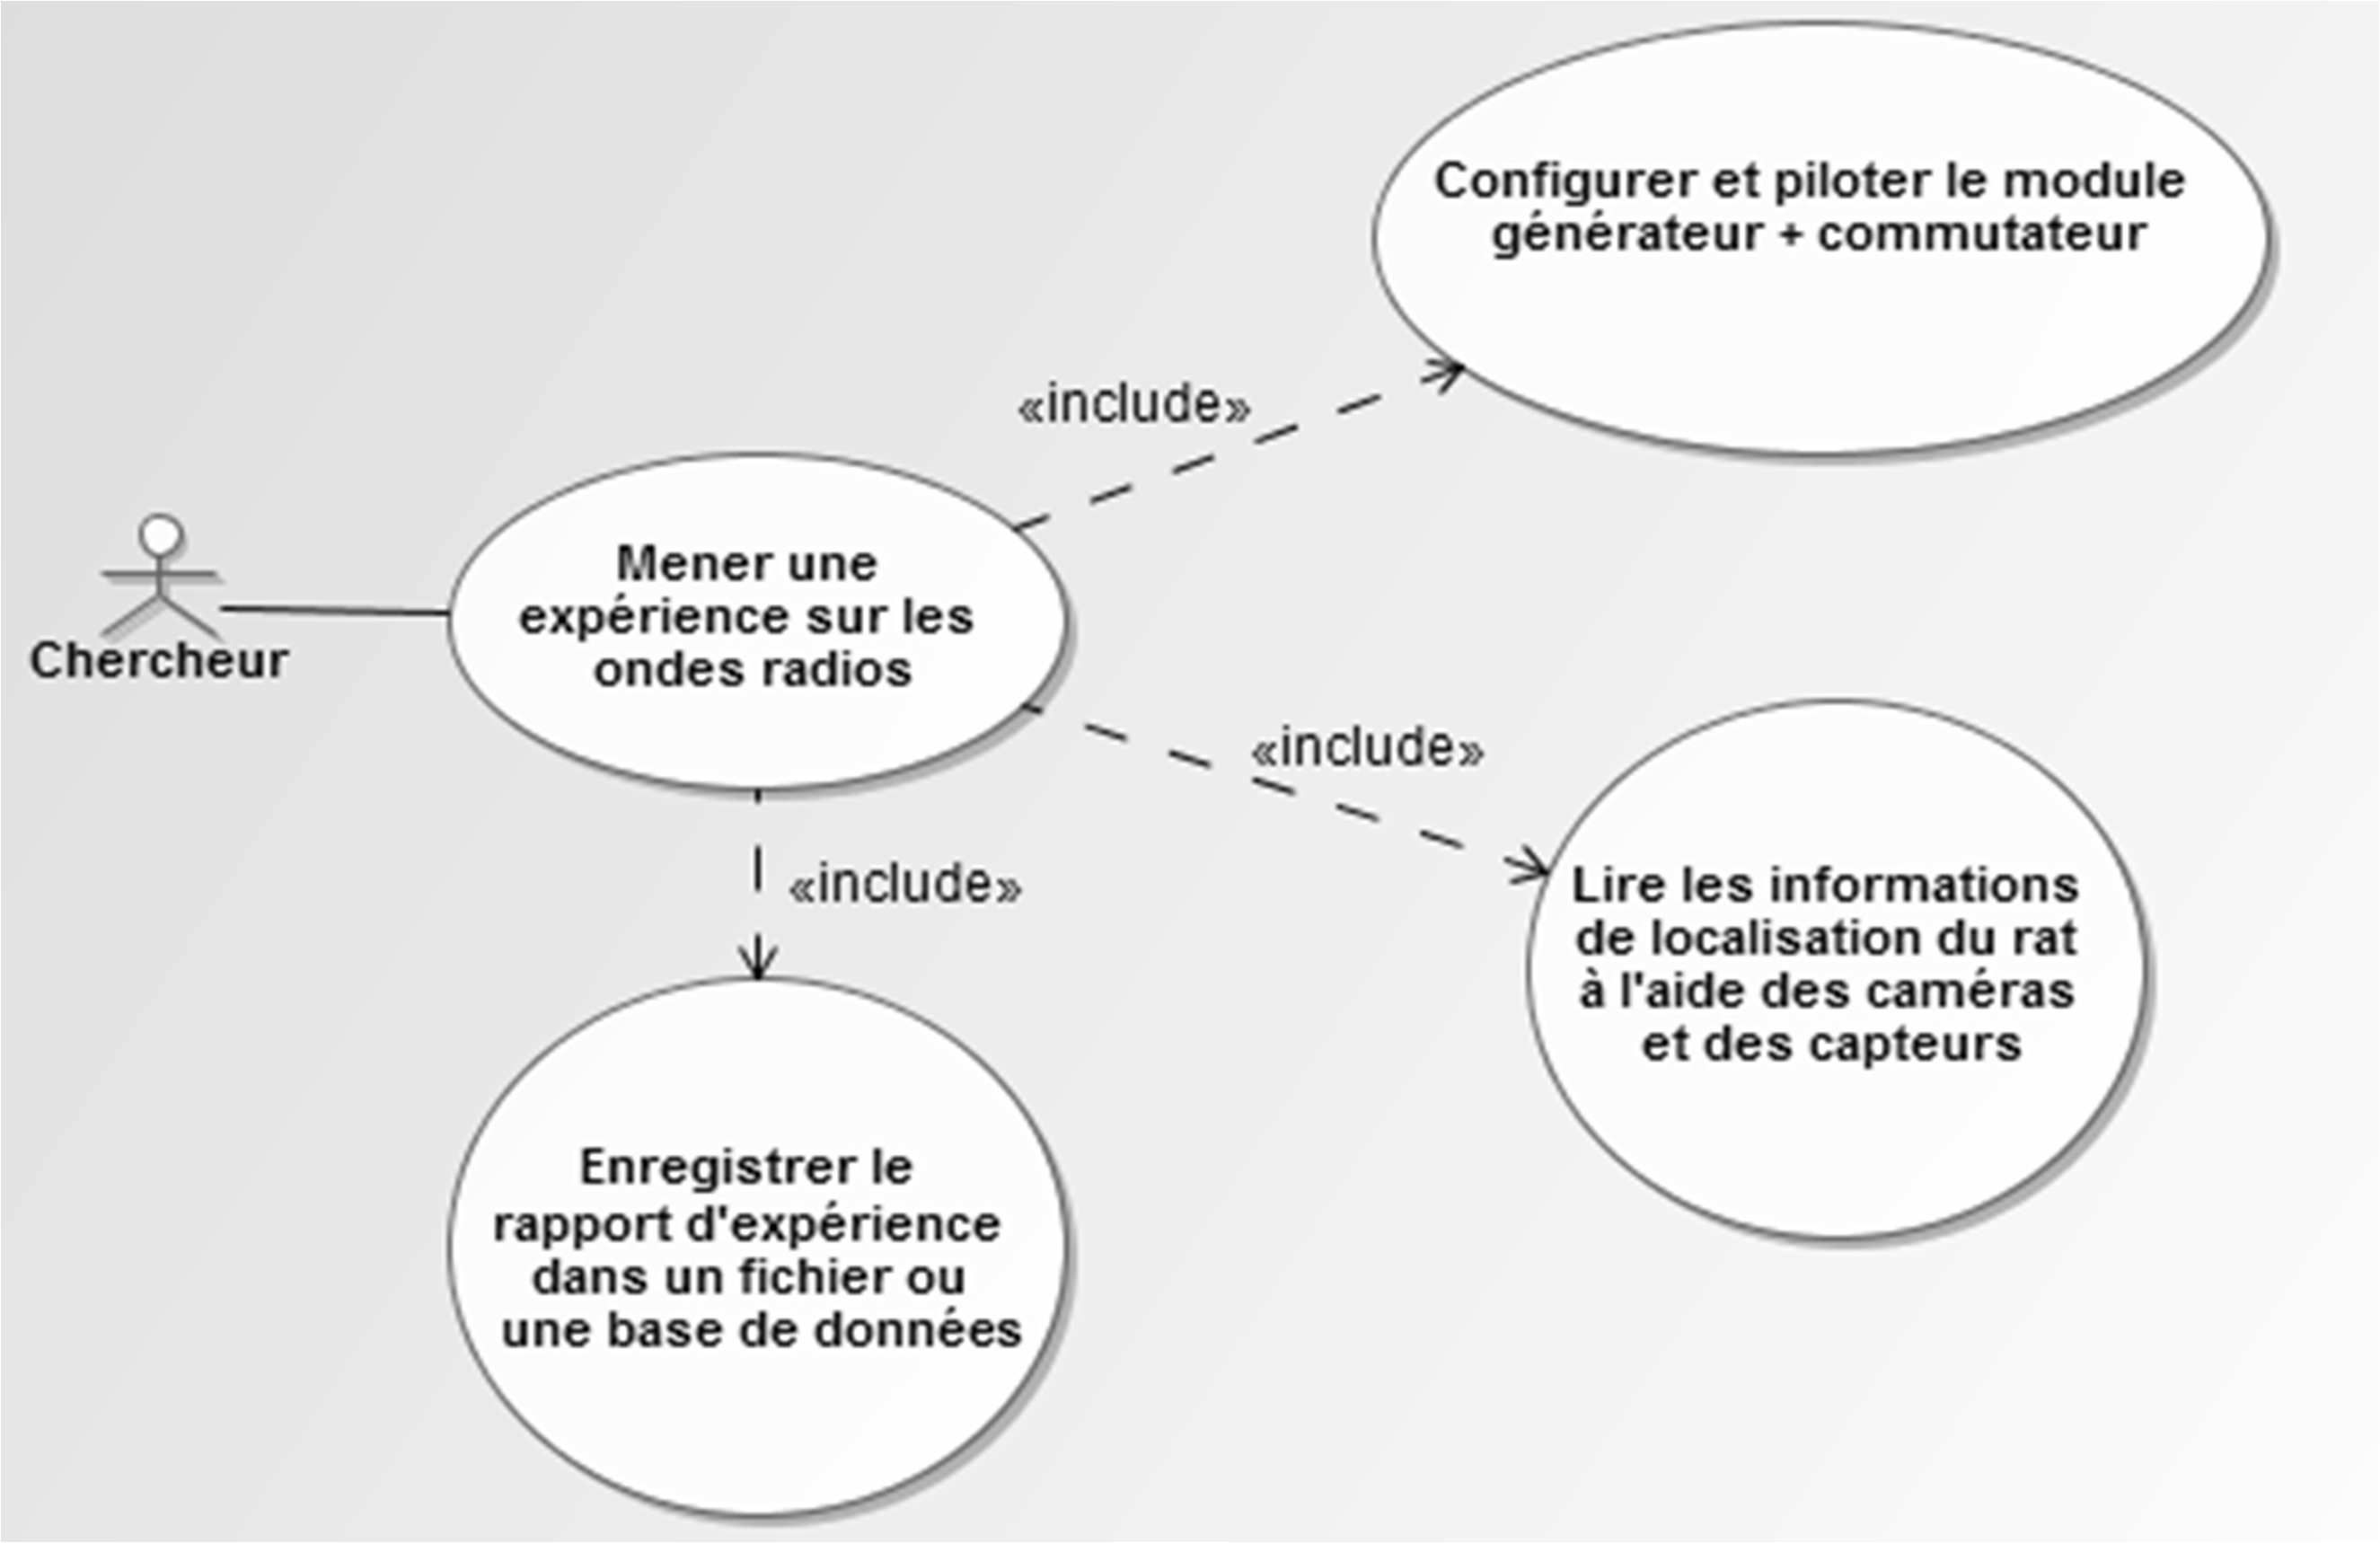 Configurer et piloter le module
générateur + commutateur
«include»
Mener une
expérience sur les
ondes radios
Chercheur
«include»
«include»
Lire les informations
de localisation du rat
à l'aide des caméras
et des capteurs
Enregistrer le
rapport d'expérience
dans un fichier ou
une base de données